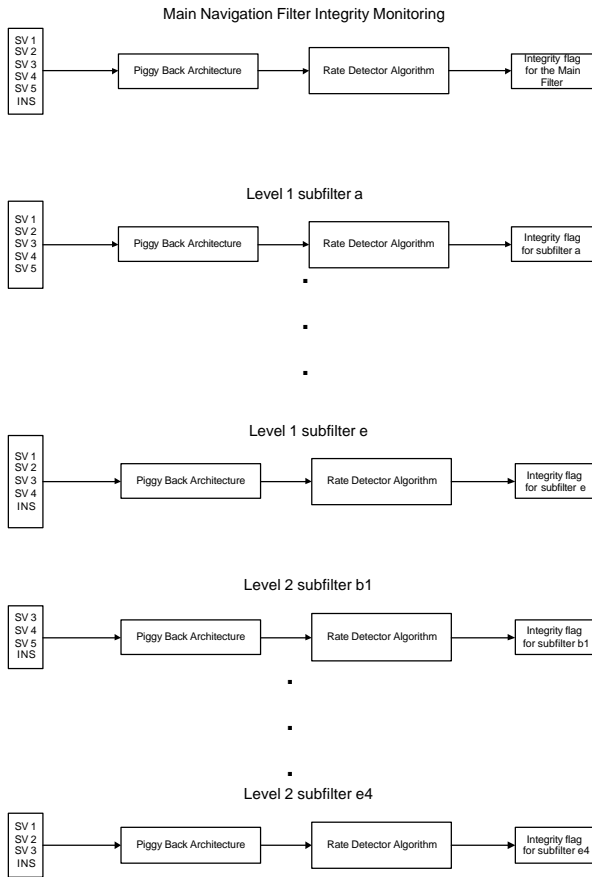 Main Navigation Filter Integrity Monitoring
SV 1
SV 2
SV 3
SV 4
SV 5
INS
Piggy Back Architecture
Rate Detector Algorithm
Integrity flag
for the Main
Filter
Level 1 subfilter a
SV 1
SV 2
SV 3
SV 4
SV 5
Piggy Back Architecture
Rate Detector Algorithm
Integrity flag
for subfilter a
Level 1 subfilter e
SV 1
SV 2
SV 3
SV 4
INS
Piggy Back Architecture
Rate Detector Algorithm
Integrity flag
for subfilter e
Level 2 subfilter b1
SV 3
SV 4
SV 5
INS
Piggy Back Architecture
Rate Detector Algorithm
Integrity flag
for subfilter b1
Level 2 subfilter e4
SV 1
SV 2
SV 3
INS
Piggy Back Architecture
Rate Detector Algorithm
Integrity flag
for subfilter e4